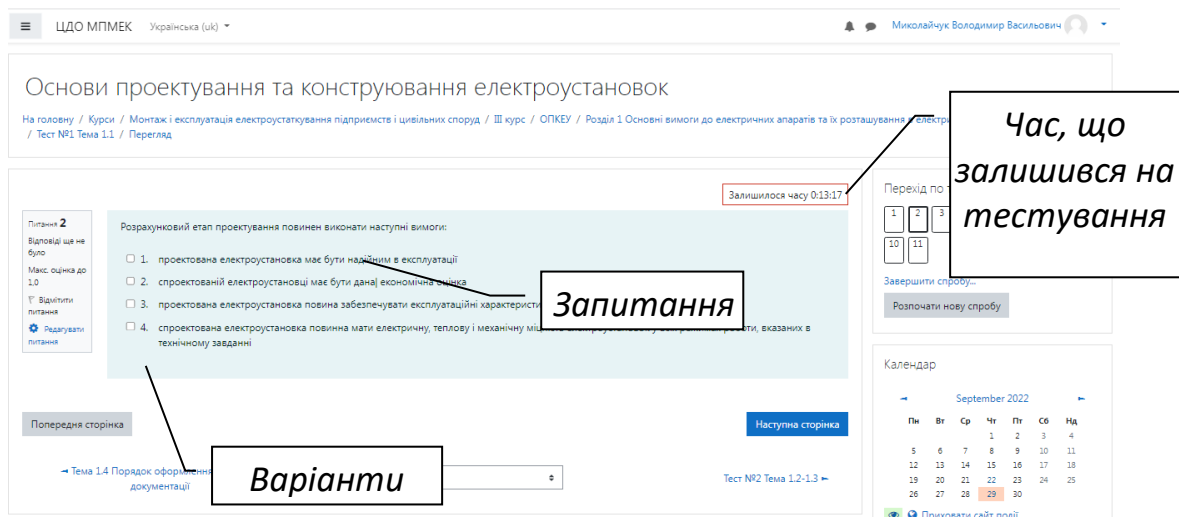 ЦДО МПМЕК Українська (uk)
Миколайчук Володимир Васильович
Основи проектування та конструювання електроустановок
На головну / Курси / Монтаж і експлуатація електроустаткування підприємств і цивільних споруд / III курс / ОПКЕУ / Розділ 1 Основні вимоги до електричних апаратів та їх розташування в
/ Тест №1 Тема 1.1 / Перегляд
Час, що
залишився на
тестування
Залишилося часу 0:13:17
Питання 2
Відповіді ще не
було
Макс. оцінка до
1,0
Відмітити
питання
Редагувати
питання
Розрахунковий етап проектування повинен виконати наступні вимоги:
1. проектована електроустановка має бути надійним в експлуатації
2. спроектованій електроустановці має бути дана| економічна оцінка
3. проектована електроустановка повина забезпечувати експлуатаційні
4. спроектована електроустановка повинна мати електричну, теплову і механічну вказаних в
технічному завданні
Запитання
Варіанти
Перехід по
1 2 3
10 11
Завершити спробу...
Розпочати нову спробу
Попередня сторінка
Наступна сторінка
Тема 1.4 Порядок оформлення
документації
Тест №2 Тема 1.2-1.3
Календар
September 2022
Пн Вт Ср Чт Пт Сб Нд
1 2 3 4
5 6 7 8 9 10 11
12 13 14 15 16 17 18
19 20 21 22 23 24 25
26 27 28 29 30
Приховати сайт події